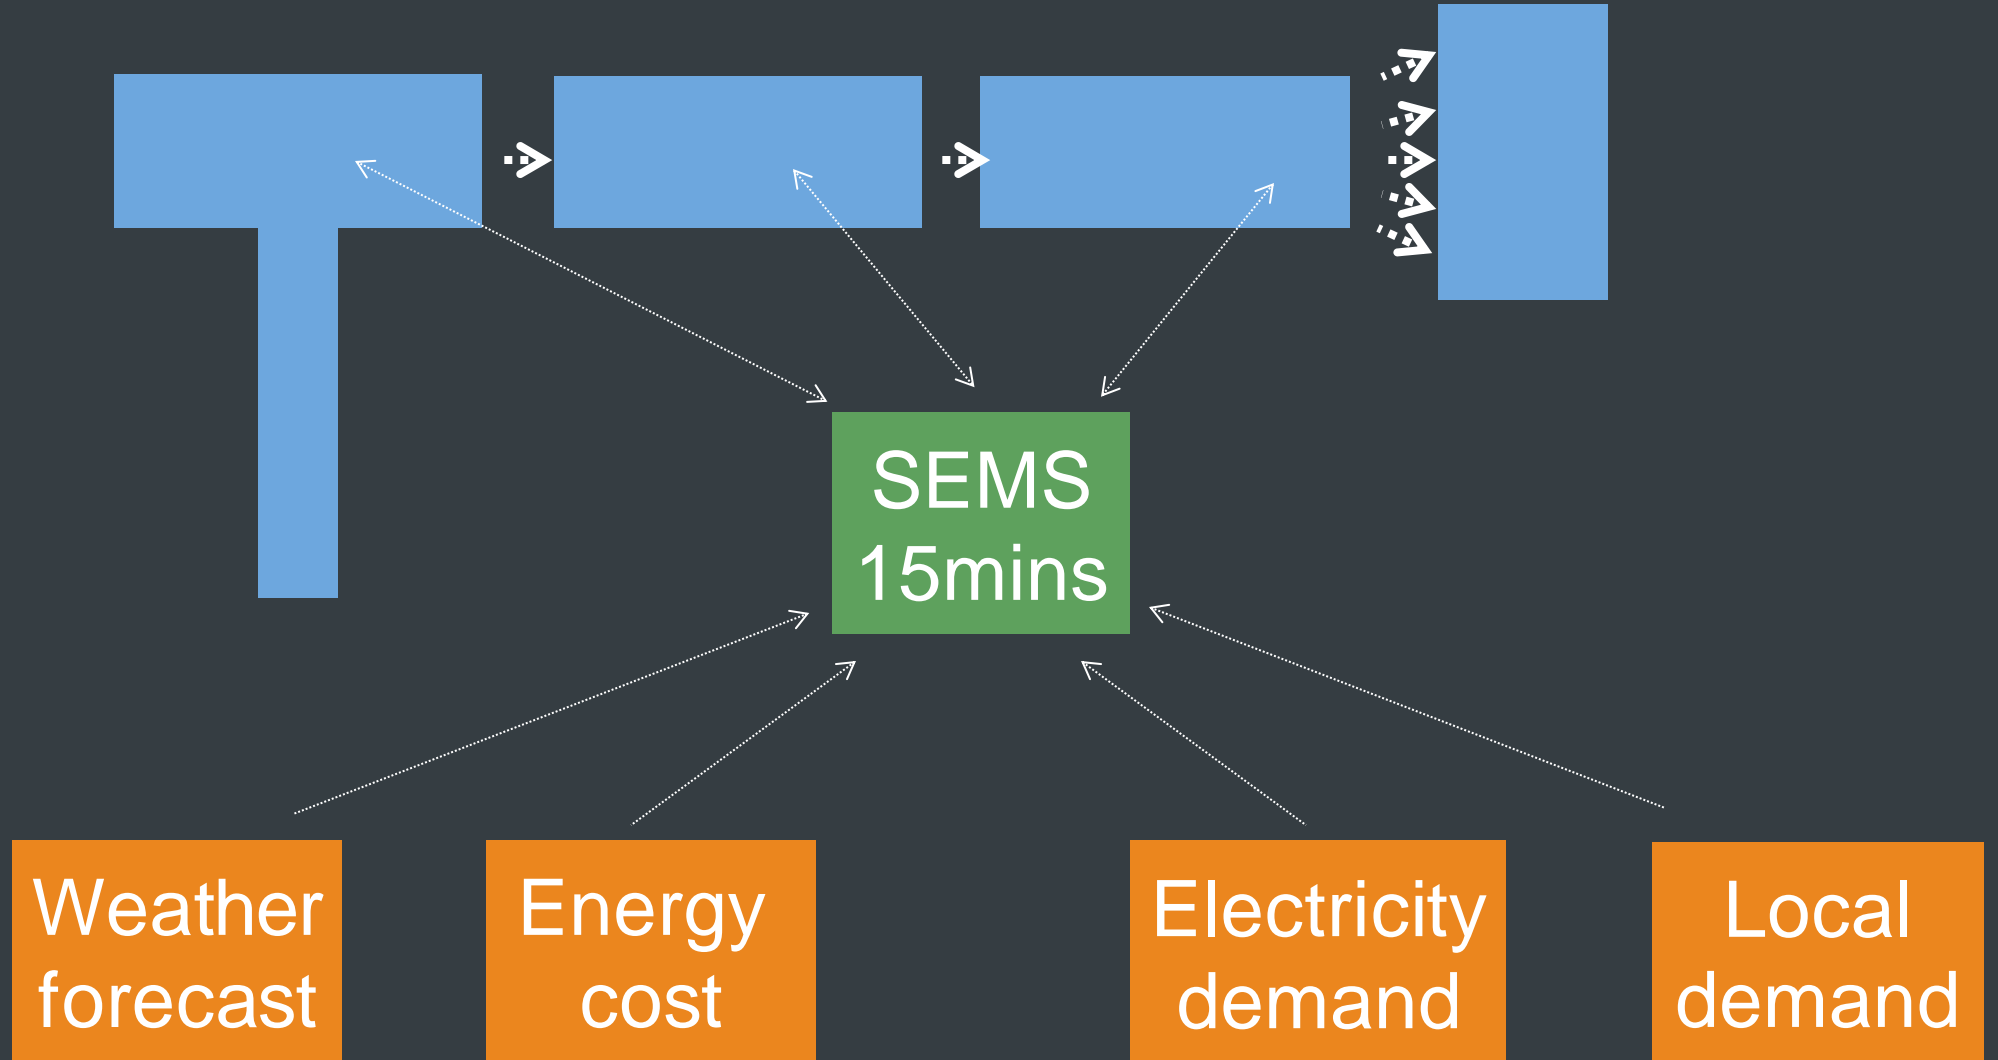 SEMS
15mins
Weather
forecast
Energy
cost
Electricity
demand
Local
demand